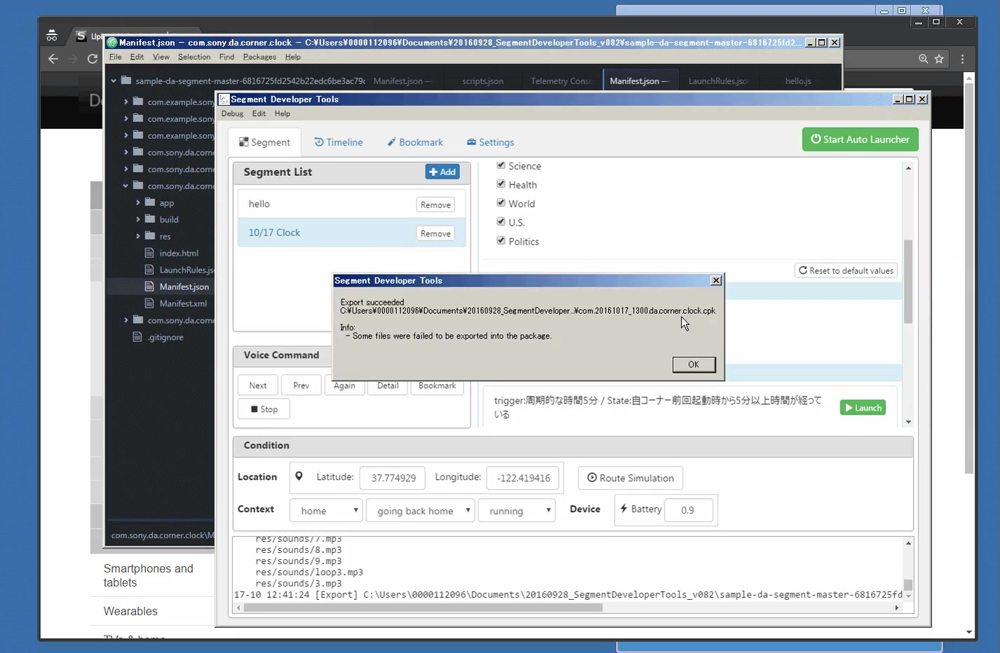 Manifest.json — com.sony.da.corner.clock — C:¥Users¥0000112096¥Documents¥20160928_SegmentDeveloperTools_v082¥sample-da-segment-master-6816725fd2...
File Edit View Selection Find Packages Help
sample-da-segment-master-6816725fd2542b22edc6be3ac79c
Manifest.json — scripts.json Telemetry Cons Manifest.json — LaunchRules.jso hello.js
com.example.sony
com.example.sony
com.example.sony
com.sony.da.corne
com.sony.da.corne
com.sony.da.corne
app
build
res
index.html
LaunchRules.js
Manifest.json
Manifest.xml
com.sony.da.corne
.gitignore
com.sony.da.corner.clock\M
Segment Developer Tools
Debug Edit Help
Segment Timeline Bookmark Settings
Start Auto Launcher
Segment List
Add
hello
Remove
10/17 Clock
Remove
Science
Health
World
U.S.
Politics
Reset to default values
Segment Developer Tools
Export succeeded
C:¥Users¥0000112096¥Documents¥20160928_SegmentDeveloper...¥com.20161017_1300.da.corner.clock.cpk
Info:
- Some files were failed to be exported into the package.
OK
Voice Command
Next Prev Again Detail Bookmark
Stop
trigger:周期的な時間5分 / State:自コーナー前回起動時から5分以上時間が経って
いる
Launch
Condition
Location Latitude: 37.774929 Longitude: -122.419416 Route Simulation
Context home going back home running Device Battery 0.9
res/sounds/7.mp3
res/sounds/8.mp3
res/sounds/9.mp3
res/sounds/loop3.mp3
res/sounds/3.mp3
17-10 12:41:24 [Export] C:\Users\0000112096\Documents\20160928_SegmentDeveloperTools_v082\sample-da-segment-master-6816725fd
Smartphones and
tablets
Wearables